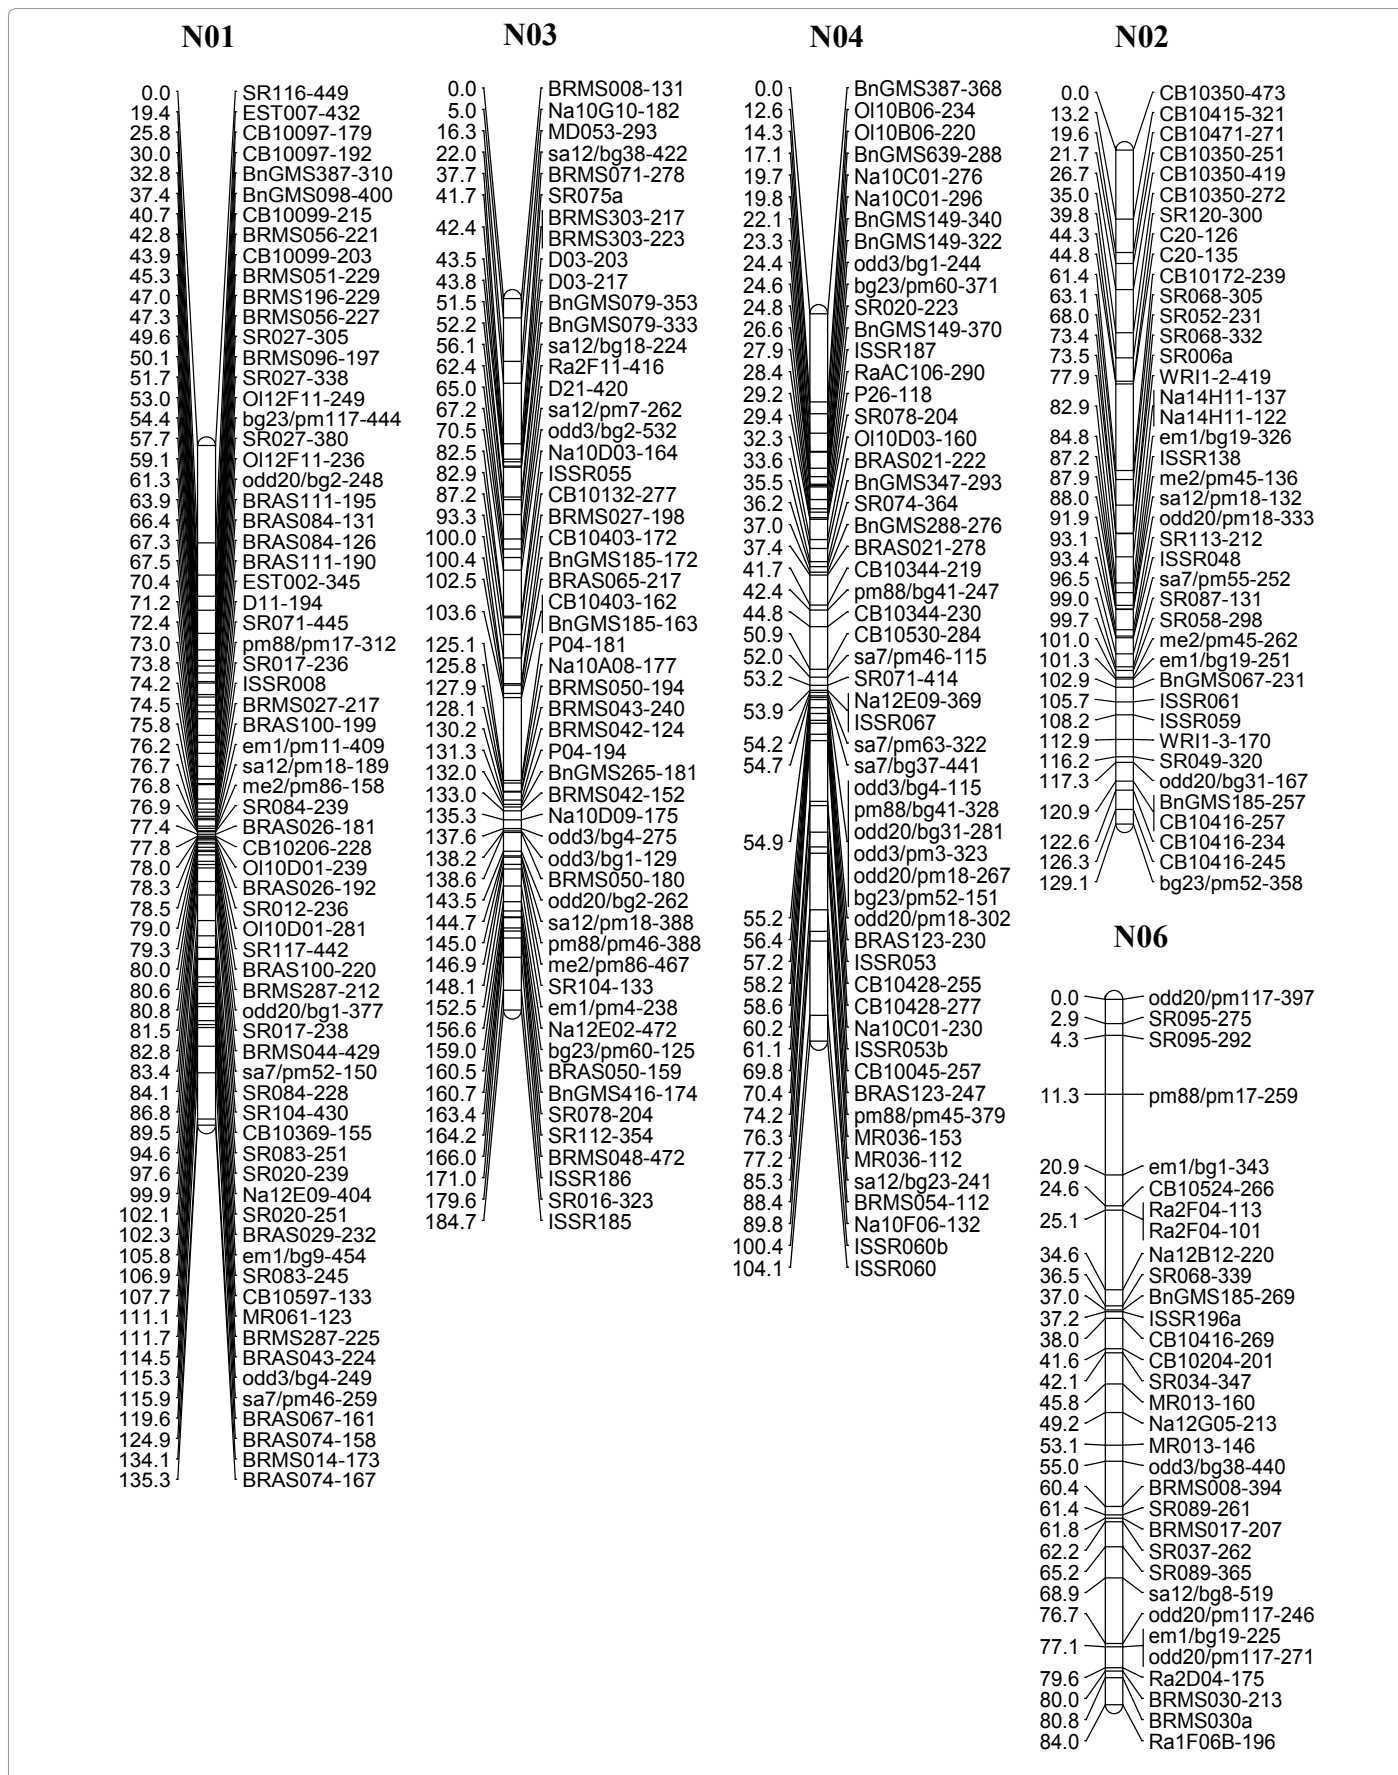 N01
0.0 SR116-449
19.4 EST007-432
25.8 CB10097-179
30.0 CB10097-192
32.8 BnGMS387-310
37.4 BnGMS098-400
40.7 CB10099-215
42.8 BRMS056-221
43.9 CB10099-203
45.3 BRMS051-229
47.0 BRMS196-229
47.3 BRMS056-227
49.6 SR027-305
50.1 BRMS096-197
51.7 SR027-338
53.0 Ol12F11-249
54.4 bg23/pm117-444
57.7 SR027-380
59.1 Ol12F11-236
61.3 odd20/bg2-248
63.9 BRAS111-195
66.4 BRAS084-131
67.3 BRAS084-126
67.5 BRAS111-190
70.4 EST002-345
71.2 D11-194
72.4 SR071-445
73.0 pm88/pm17-312
73.8 SR017-236
74.2 ISSR008
74.5 BRMS027-217
75.8 BRAS100-199
76.2 em1/pm11-409
76.7 sa12/pm18-189
76.8 me2/pm86-158
76.9 SR084-239
77.4 BRAS026-181
77.8 CB10206-228
78.0 Ol10D01-239
78.3 BRAS026-192
78.5 SR012-236
79.0 Ol10D01-281
79.3 SR117-442
80.0 BRAS100-220
80.6 BRMS287-212
80.8 odd20/bg1-377
81.5 SR017-238
82.8 BRMS044-429
83.4 sa7/pm52-150
84.1 SR084-228
86.8 SR104-430
89.5 CB10369-155
94.6 SR083-251
97.6 SR020-239
99.9 Na12E09-404
102.1 SR020-251
102.3 BRAS029-232
105.8 em1/bg9-454
106.9 SR083-245
107.7 CB10597-133
111.1 MR061-123
111.7 BRMS287-225
114.5 BRAS043-224
115.3 odd3/bg4-249
115.9 sa7/pm46-259
119.6 BRAS067-161
124.9 BRAS074-158
134.1 BRMS014-173
135.3 BRAS074-167
N03
0.0 BRMS008-131
5.0 Na10G10-182
16.3 MD053-293
22.0 sa12/bg38-422
37.7 BRMS071-278
41.7 SR075a
42.4 BRMS303-217
BRMS303-223
43.5 D03-203
43.8 D03-217
51.5 BnGMS079-353
52.2 BnGMS079-333
56.1 sa12/bg18-224
62.4 Ra2F11-416
65.0 D21-420
67.2 sa12/pm7-262
70.5 odd3/bg2-532
82.5 Na10D03-164
82.9 ISSR055
87.2 CB10132-277
93.3 BRMS027-198
100.0 CB10403-172
100.4 BnGMS185-172
102.5 BRAS065-217
103.6 CB10403-162
BnGMS185-163
125.1 P04-181
125.8 Na10A08-177
127.9 BRMS050-194
128.1 BRMS043-240
130.2 BRMS042-124
131.3 P04-194
132.0 BnGMS265-181
133.0 BRMS042-152
135.3 Na10D09-175
137.6 odd3/bg4-275
138.2 odd3/bg1-129
138.6 BRMS050-180
143.5 odd20/bg2-262
144.7 sa12/pm18-388
145.0 pm88/pm46-388
146.9 me2/pm86-467
148.1 SR104-133
152.5 em1/pm4-238
156.6 Na12E02-472
159.0 bg23/pm60-125
160.5 BRAS050-159
160.7 BnGMS416-174
163.4 SR078-204
164.2 SR112-354
166.0 BRMS048-472
171.0 ISSR186
179.6 SR016-323
184.7 ISSR185
N04
0.0 BnGMS387-368
12.6 Ol10B06-234
14.3 Ol10B06-220
17.1 BnGMS639-288
19.7 Na10C01-276
19.8 Na10C01-296
22.1 BnGMS149-340
23.3 BnGMS149-322
24.4 odd3/bg1-244
24.6 bg23/pm60-371
24.8 SR020-223
26.6 BnGMS149-370
27.9 ISSR187
28.4 RaAC106-290
29.2 P26-118
29.4 SR078-204
32.3 Ol10D03-160
33.6 BRAS021-222
35.5 BnGMS347-293
36.2 SR074-364
37.0 BnGMS288-276
37.4 BRAS021-278
41.7 CB10344-219
42.4 pm88/bg41-247
44.8 CB10344-230
50.9 CB10530-284
52.0 sa7/pm46-115
53.2 SR071-414
53.9 Na12E09-369
ISSR067
54.2 sa7/pm63-322
54.7 sa7/bg37-441
odd3/bg4-115
pm88/bg41-328
odd20/bg31-281
54.9 odd3/pm3-323
odd20/pm18-267
bg23/pm52-151
55.2 odd20/pm18-302
56.4 BRAS123-230
57.2 ISSR053
58.2 CB10428-255
58.6 CB10428-277
60.2 Na10C01-230
61.1 ISSR053b
69.8 CB10045-257
70.4 BRAS123-247
74.2 pm88/pm45-379
76.3 MR036-153
77.2 MR036-112
85.3 sa12/bg23-241
88.4 BRMS054-112
89.8 Na10F06-132
100.4 ISSR060b
104.1 ISSR060
N02
0.0 CB10350-473
13.2 CB10415-321
19.6 CB10471-271
21.7 CB10350-251
26.7 CB10350-419
35.0 CB10350-272
39.8 SR120-300
44.3 C20-126
44.8 C20-135
61.4 CB10172-239
63.1 SR068-305
68.0 SR052-231
73.4 SR068-332
73.5 SR006a
77.9 WRI1-2-419
82.9 Na14H11-137
Na14H11-122
84.8 em1/bg19-326
87.2 ISSR138
87.9 me2/pm45-136
88.0 sa12/pm18-132
91.9 odd20/pm18-333
93.1 SR113-212
93.4 ISSR048
96.5 sa7/pm55-252
99.0 SR087-131
99.7 SR058-298
101.0 me2/pm45-262
101.3 em1/bg19-251
102.9 BnGMS067-231
105.7 ISSR061
108.2 ISSR059
112.9 WRI1-3-170
116.2 SR049-320
117.3 odd20/bg31-167
120.9 BnGMS185-257
CB10416-257
122.6 CB10416-234
126.3 CB10416-245
129.1 bg23/pm52-358
N06
0.0 odd20/pm117-397
2.9 SR095-275
4.3 SR095-292
11.3 pm88/pm17-259
20.9 em1/bg1-343
24.6 CB10524-266
25.1 Ra2F04-113
Ra2F04-101
34.6 Na12B12-220
36.5 SR068-339
37.0 BnGMS185-269
37.2 ISSR196a
38.0 CB10416-269
41.6 CB10204-201
42.1 SR034-347
45.8 MR013-160
49.2 Na12G05-213
53.1 MR013-146
55.0 odd3/bg38-440
60.4 BRMS008-394
61.4 SR089-261
61.8 BRMS017-207
62.2 SR037-262
65.2 SR089-365
68.9 sa12/bg8-519
76.7 odd20/pm117-246
77.1 em1/bg19-225
odd20/pm117-271
79.6 Ra2D04-175
80.0 BRMS030-213
80.8 BRMS030a
84.0 Ra1F06B-196